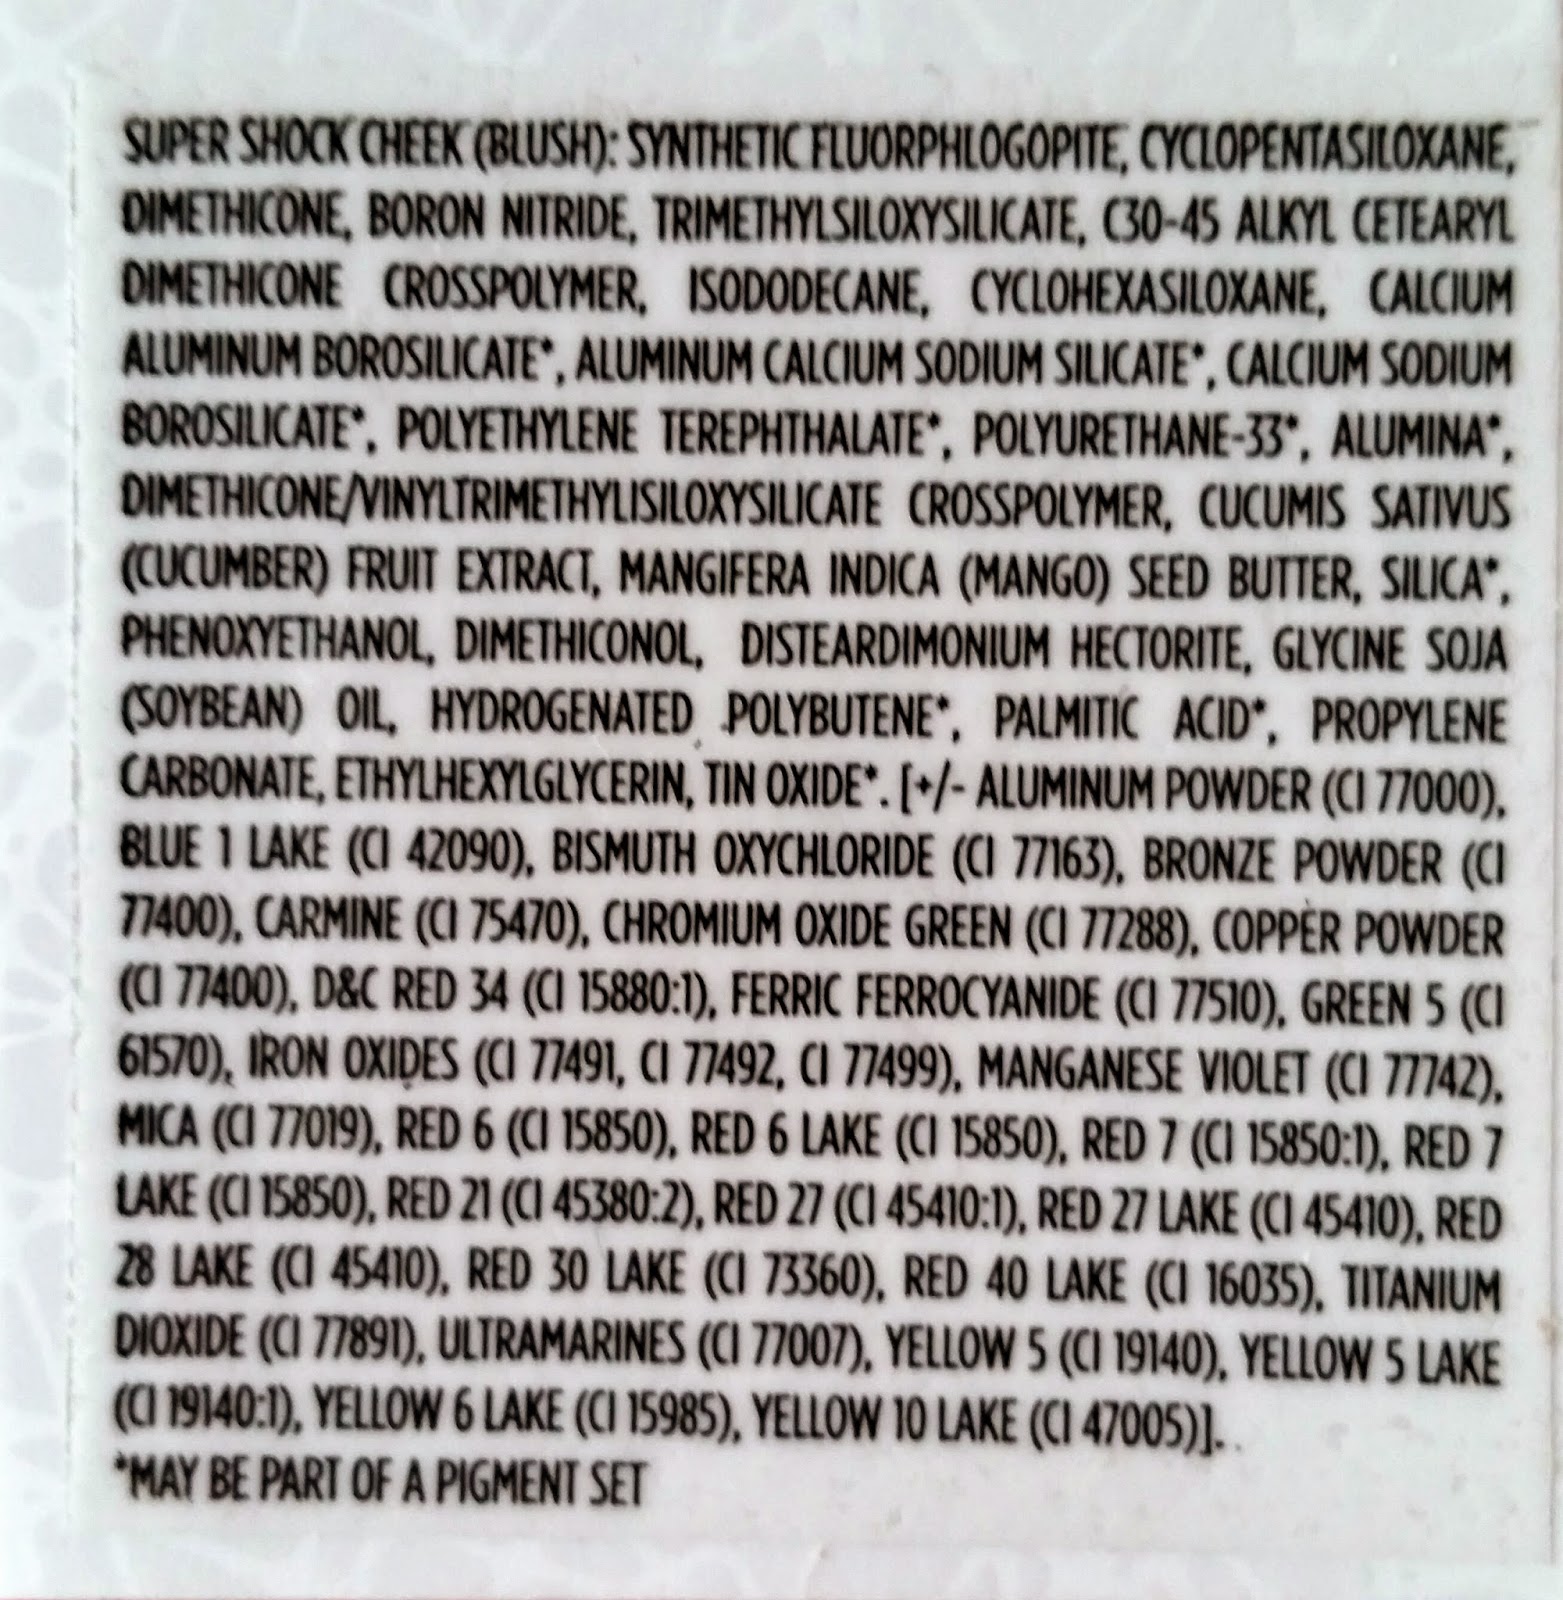 SUPER SHOCK CHEEK (BLUSH): SYNTHETIC FLUORPHLOGOPITE, CYCLOPENTASILOXANE,
DIMETHICONE, BORON NITRIDE, TRIMETHYLSILOXYSILICATE, C30-45 ALKYL CETEARYL
DIMETHICONE CROSSPOLYMER, ISODODECANE, CYCLOHEXASILOXANE, CALCIUM
ALUMINUM BOROSILICATE*, ALUMINUM CALCIUM SODIUM SILICATE*, CALCIUM SODIUM
BOROSILICATE*, POLYETHYLENE TEREPHTHALATE*, POLYURETHANE-33*, ALUMINA*,
DIMETHICONE/VINYLTRIMETHYLISILOXYSILICATE CROSSPOLYMER, CUCUMIS SATIVUS
(CUCUMBER) FRUIT EXTRACT, MANGIFERA INDICA (MANGO) SEED BUTTER, SILICA*,
PHENOXYETHANOL, DIMETHICONOL, DISTEARDIMONIUM HECTORITE, GLYCINE SOJA
(SOYBEAN) OIL, HYDROGENATED POLYBUTENE*, PALMITIC ACID*, PROPYLENE
CARBONATE, ETHYLHEXYLGLYCERIN, TIN OXIDE*. [+/- ALUMINUM POWDER (CI 77000),
BLUE 1 LAKE (CI 42090), BISMUTH OXYCHLORIDE (CI 77163), BRONZE POWDER (CI
77400), CARMINE (CI 75470), CHROMIUM OXIDE GREEN (CI 77288), COPPER POWDER
(CI 77400), D&C RED 34 (CI 15880:1), FERRIC FERROCYANIDE (CI 77510), GREEN 5 (CI
61570), IRON OXIDES (CI 77491, CI 77492, CI 77499), MANGANESE VIOLET (CI 77742),
MICA (CI 77019), RED 6 (CI 15850), RED 6 LAKE (CI 15850), RED 7 (CI 15850:1), RED 7
LAKE (CI 15850), RED 21 (CI 45380:2), RED 27 (CI 45410:1), RED 27 LAKE (CI 45410), RED
28 LAKE (CI 45410), RED 30 LAKE (CI 73360), RED 40 LAKE (CI 16035), TITANIUM
DIOXIDE (CI 77891), ULTRAMARINES (CI 77007), YELLOW 5 (CI 19140), YELLOW 5 LAKE
(CI 19140:1), YELLOW 6 LAKE (CI 15985), YELLOW 10 LAKE (CI 47005)].
*MAY BE PART OF A PIGMENT SET